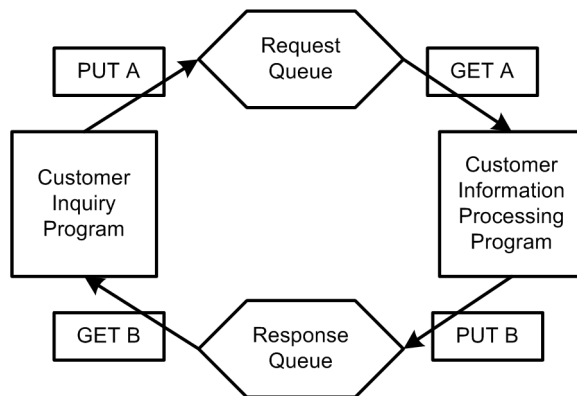 Request
Queue
PUT A
GET A
Customer
Inquiry
Program
Customer
Information
Processing
Program
GET B
Response
Queue
PUT B